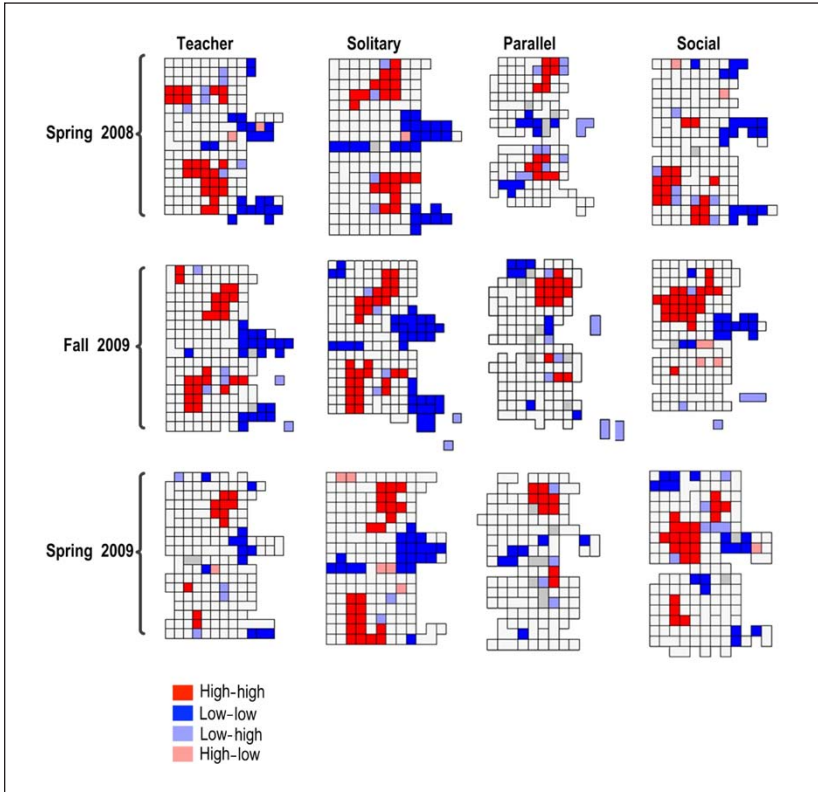 Teacher Solitary Parallel Social
Spring 2008
Fall 2009
Spring 2009
High-high
Low-low
Low-high
High-low